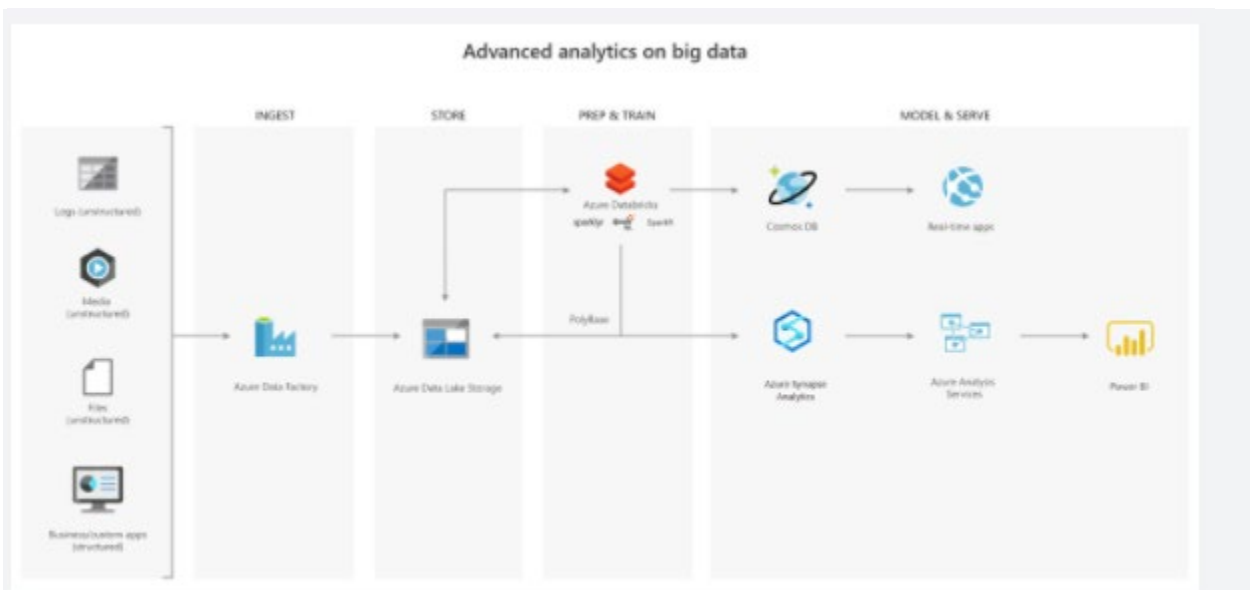 Advanced analytics on big data
INGEST
STORE
PREP & TRAIN
MODEL & SERVE
Logs (unstructured)
Media
(unstructured)
Files
(unstructured)
Business/custom apps
(structured)
Azure Data Factory
Azure Data Lake Storage
Azure Databricks
sparklyr
SparkR
PolyBase
Cosmos DB
Real-time apps
Azure Synapse
Analytics
Azure Analysis
Services
Power BI